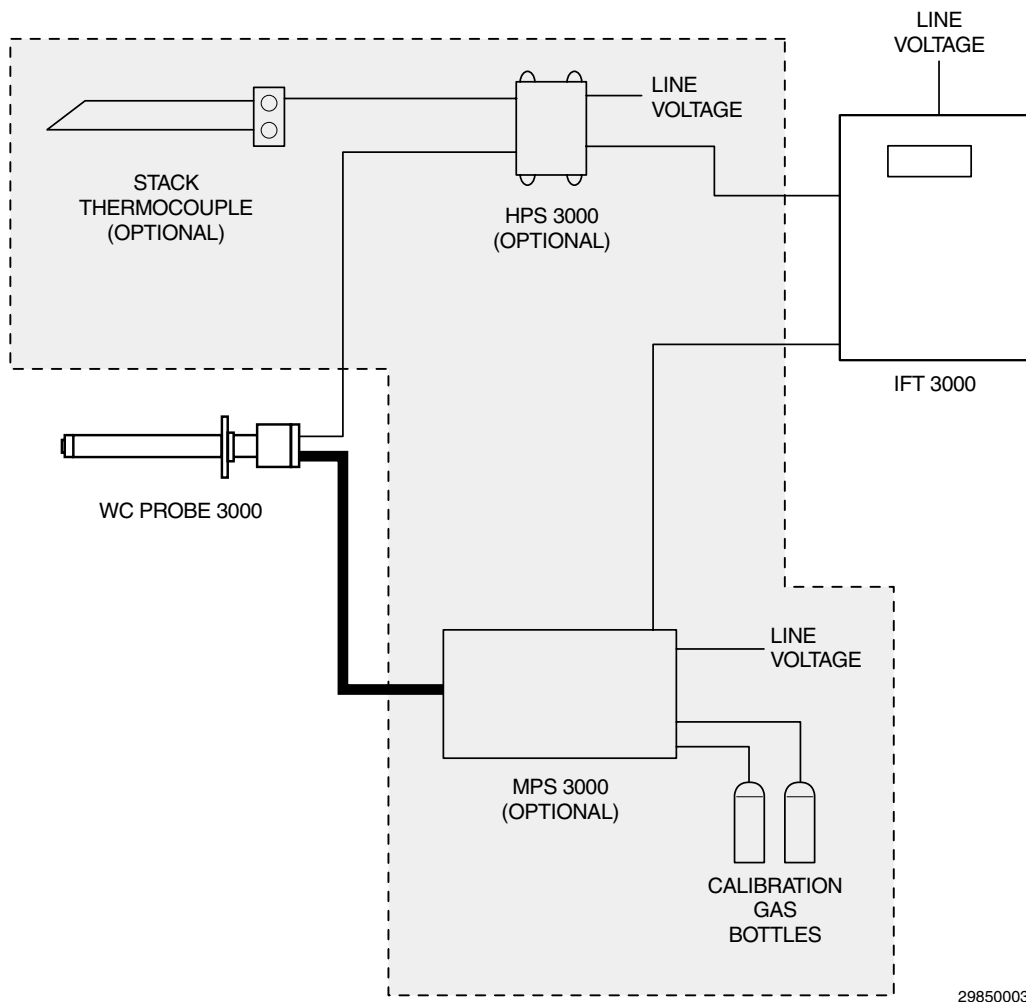 LINE
VOLTAGE
LINE
VOLTAGE
STACK
THERMOCOUPLE
(OPTIONAL)
HPS 3000
(OPTIONAL)
IFT 3000
WC PROBE 3000
LINE
VOLTAGE
MPS 3000
(OPTIONAL)
CALIBRATION
GAS
BOTTLES
29850003